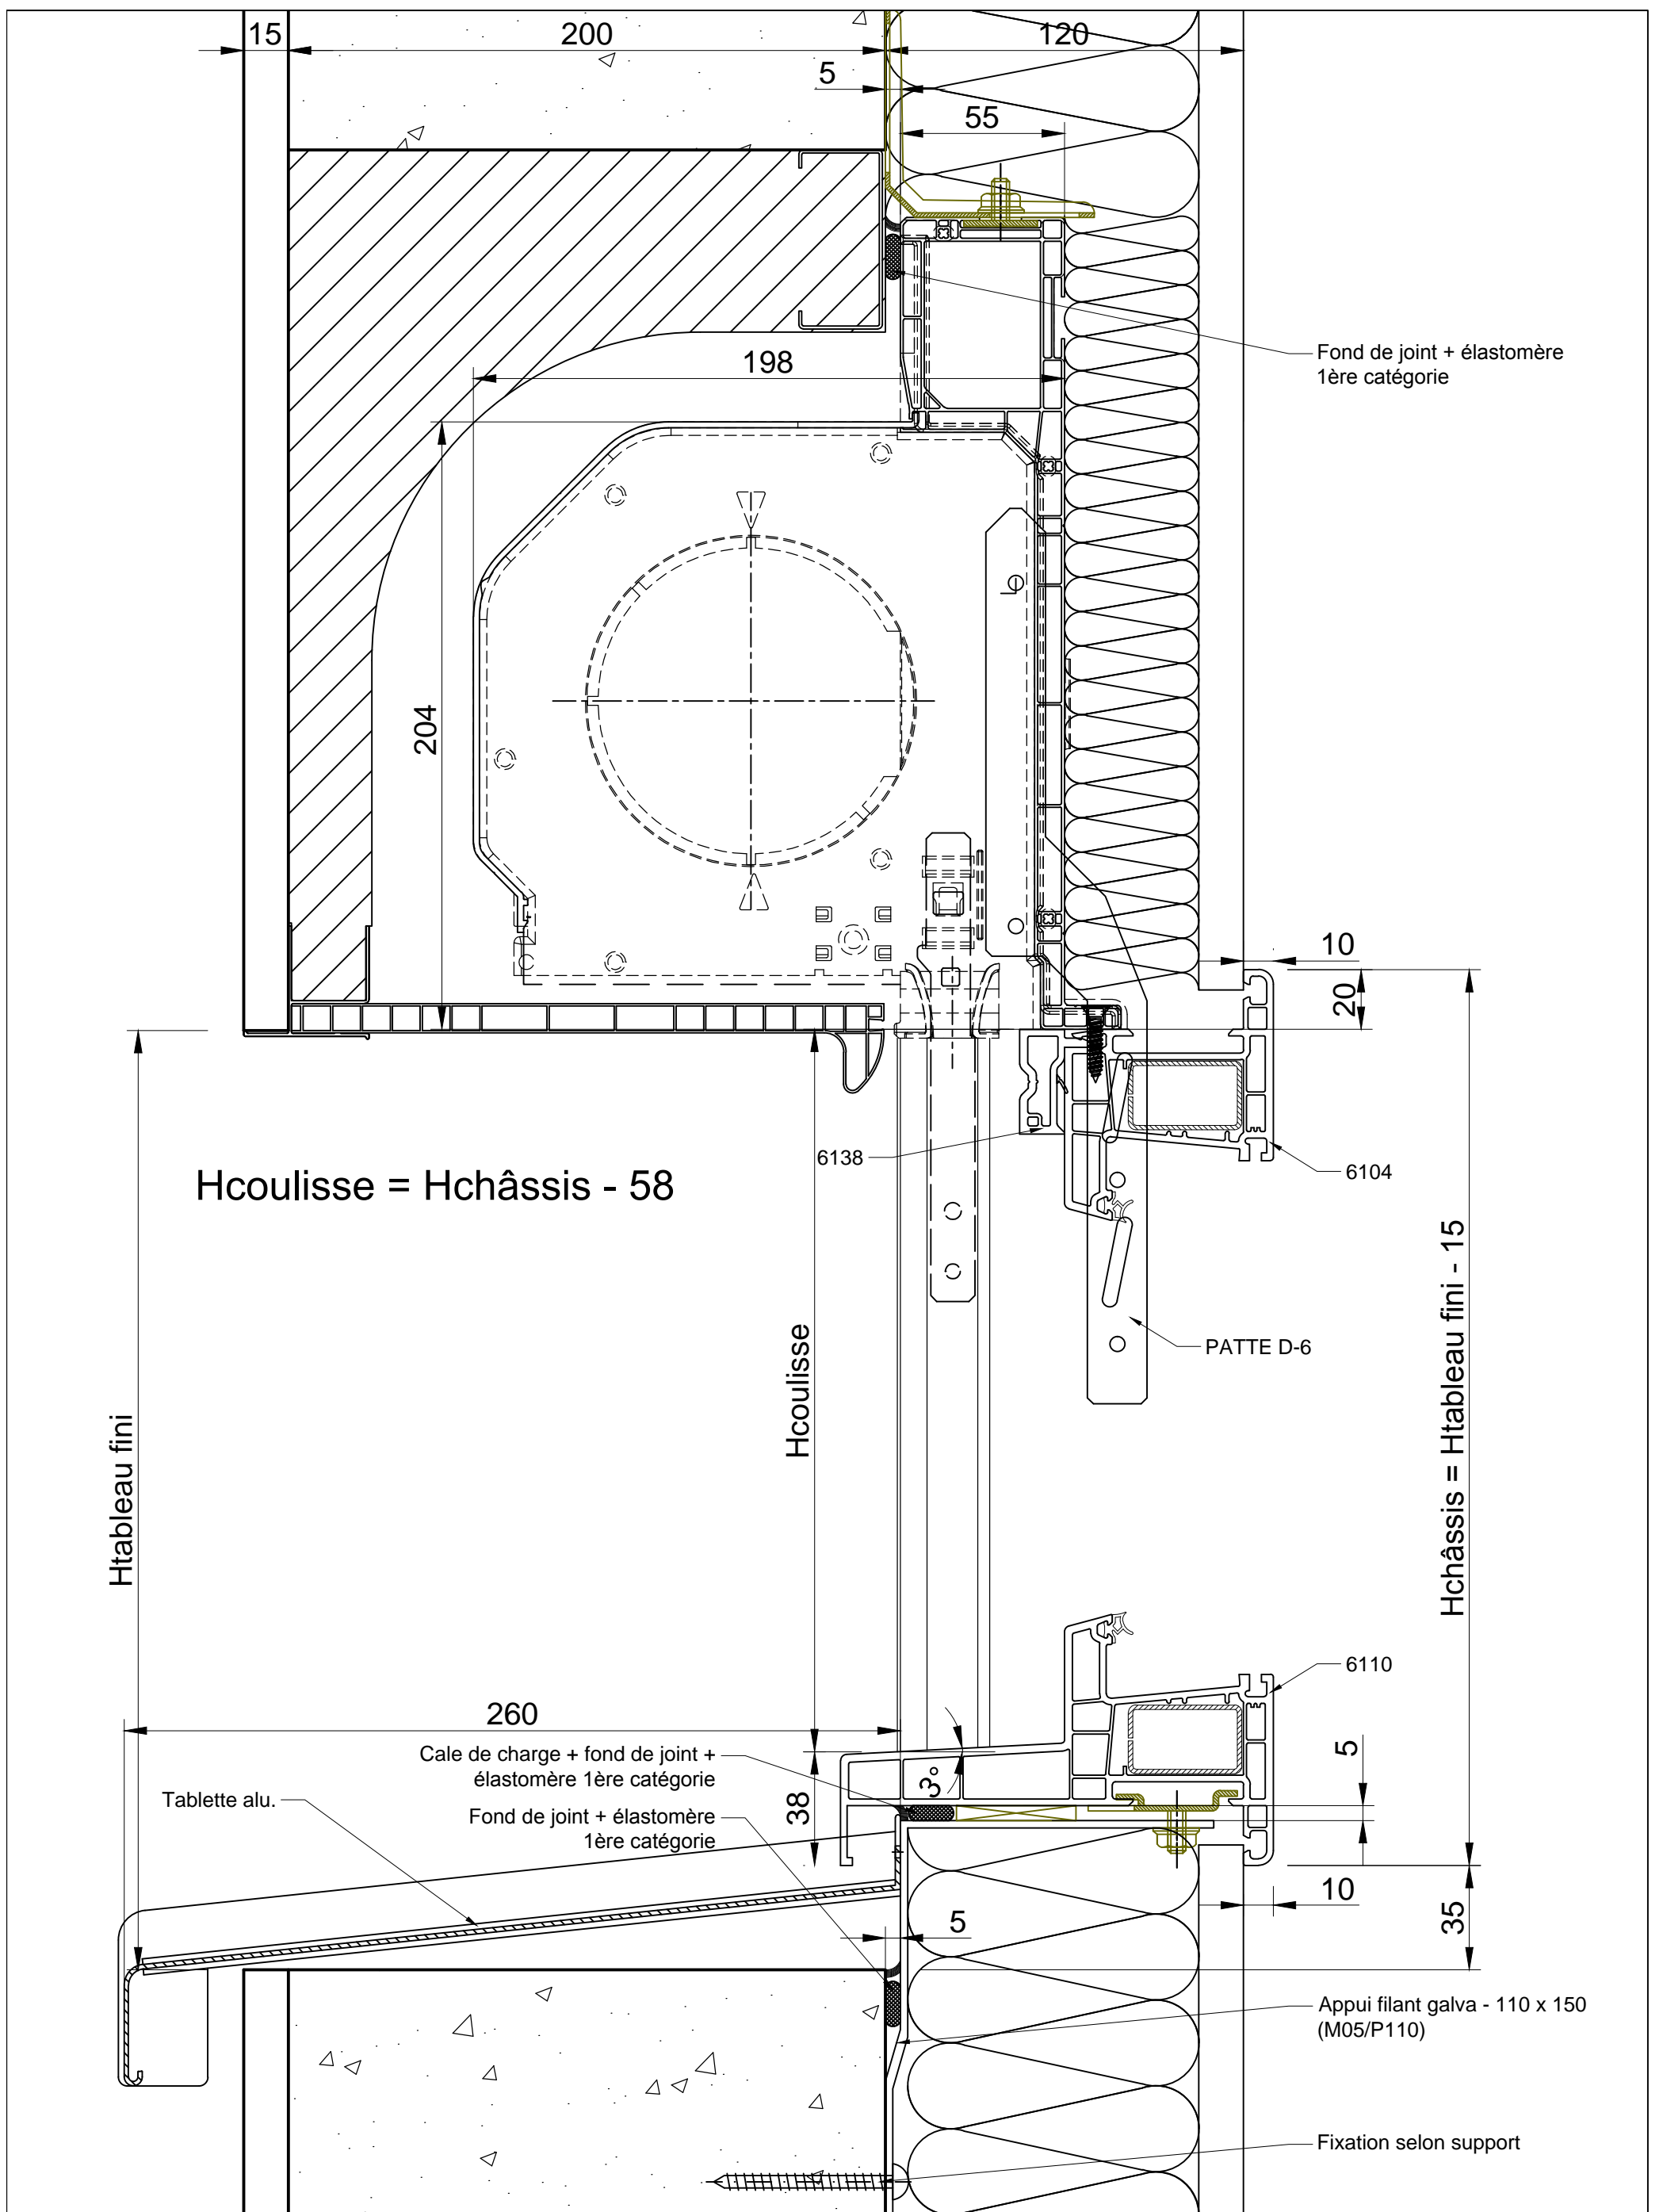 15
200
120
5
55
Fond de joint + élastomère
1ère catégorie
198
204
10
20
6138
6104
Hcoulisse = Hchâssis - 58
PATTE D-6
Htableau fini
Hcoulisse
Hchâssis = Htableau fini - 15
6110
260
5
Cale de charge + fond de joint +
élastomère 1ère catégorie
3°
38
Tablette alu.
Fond de joint + élastomère
1ère catégorie
10
35
5
Appui filant galva - 110 x 150
(M05/P110)
Fixation selon support